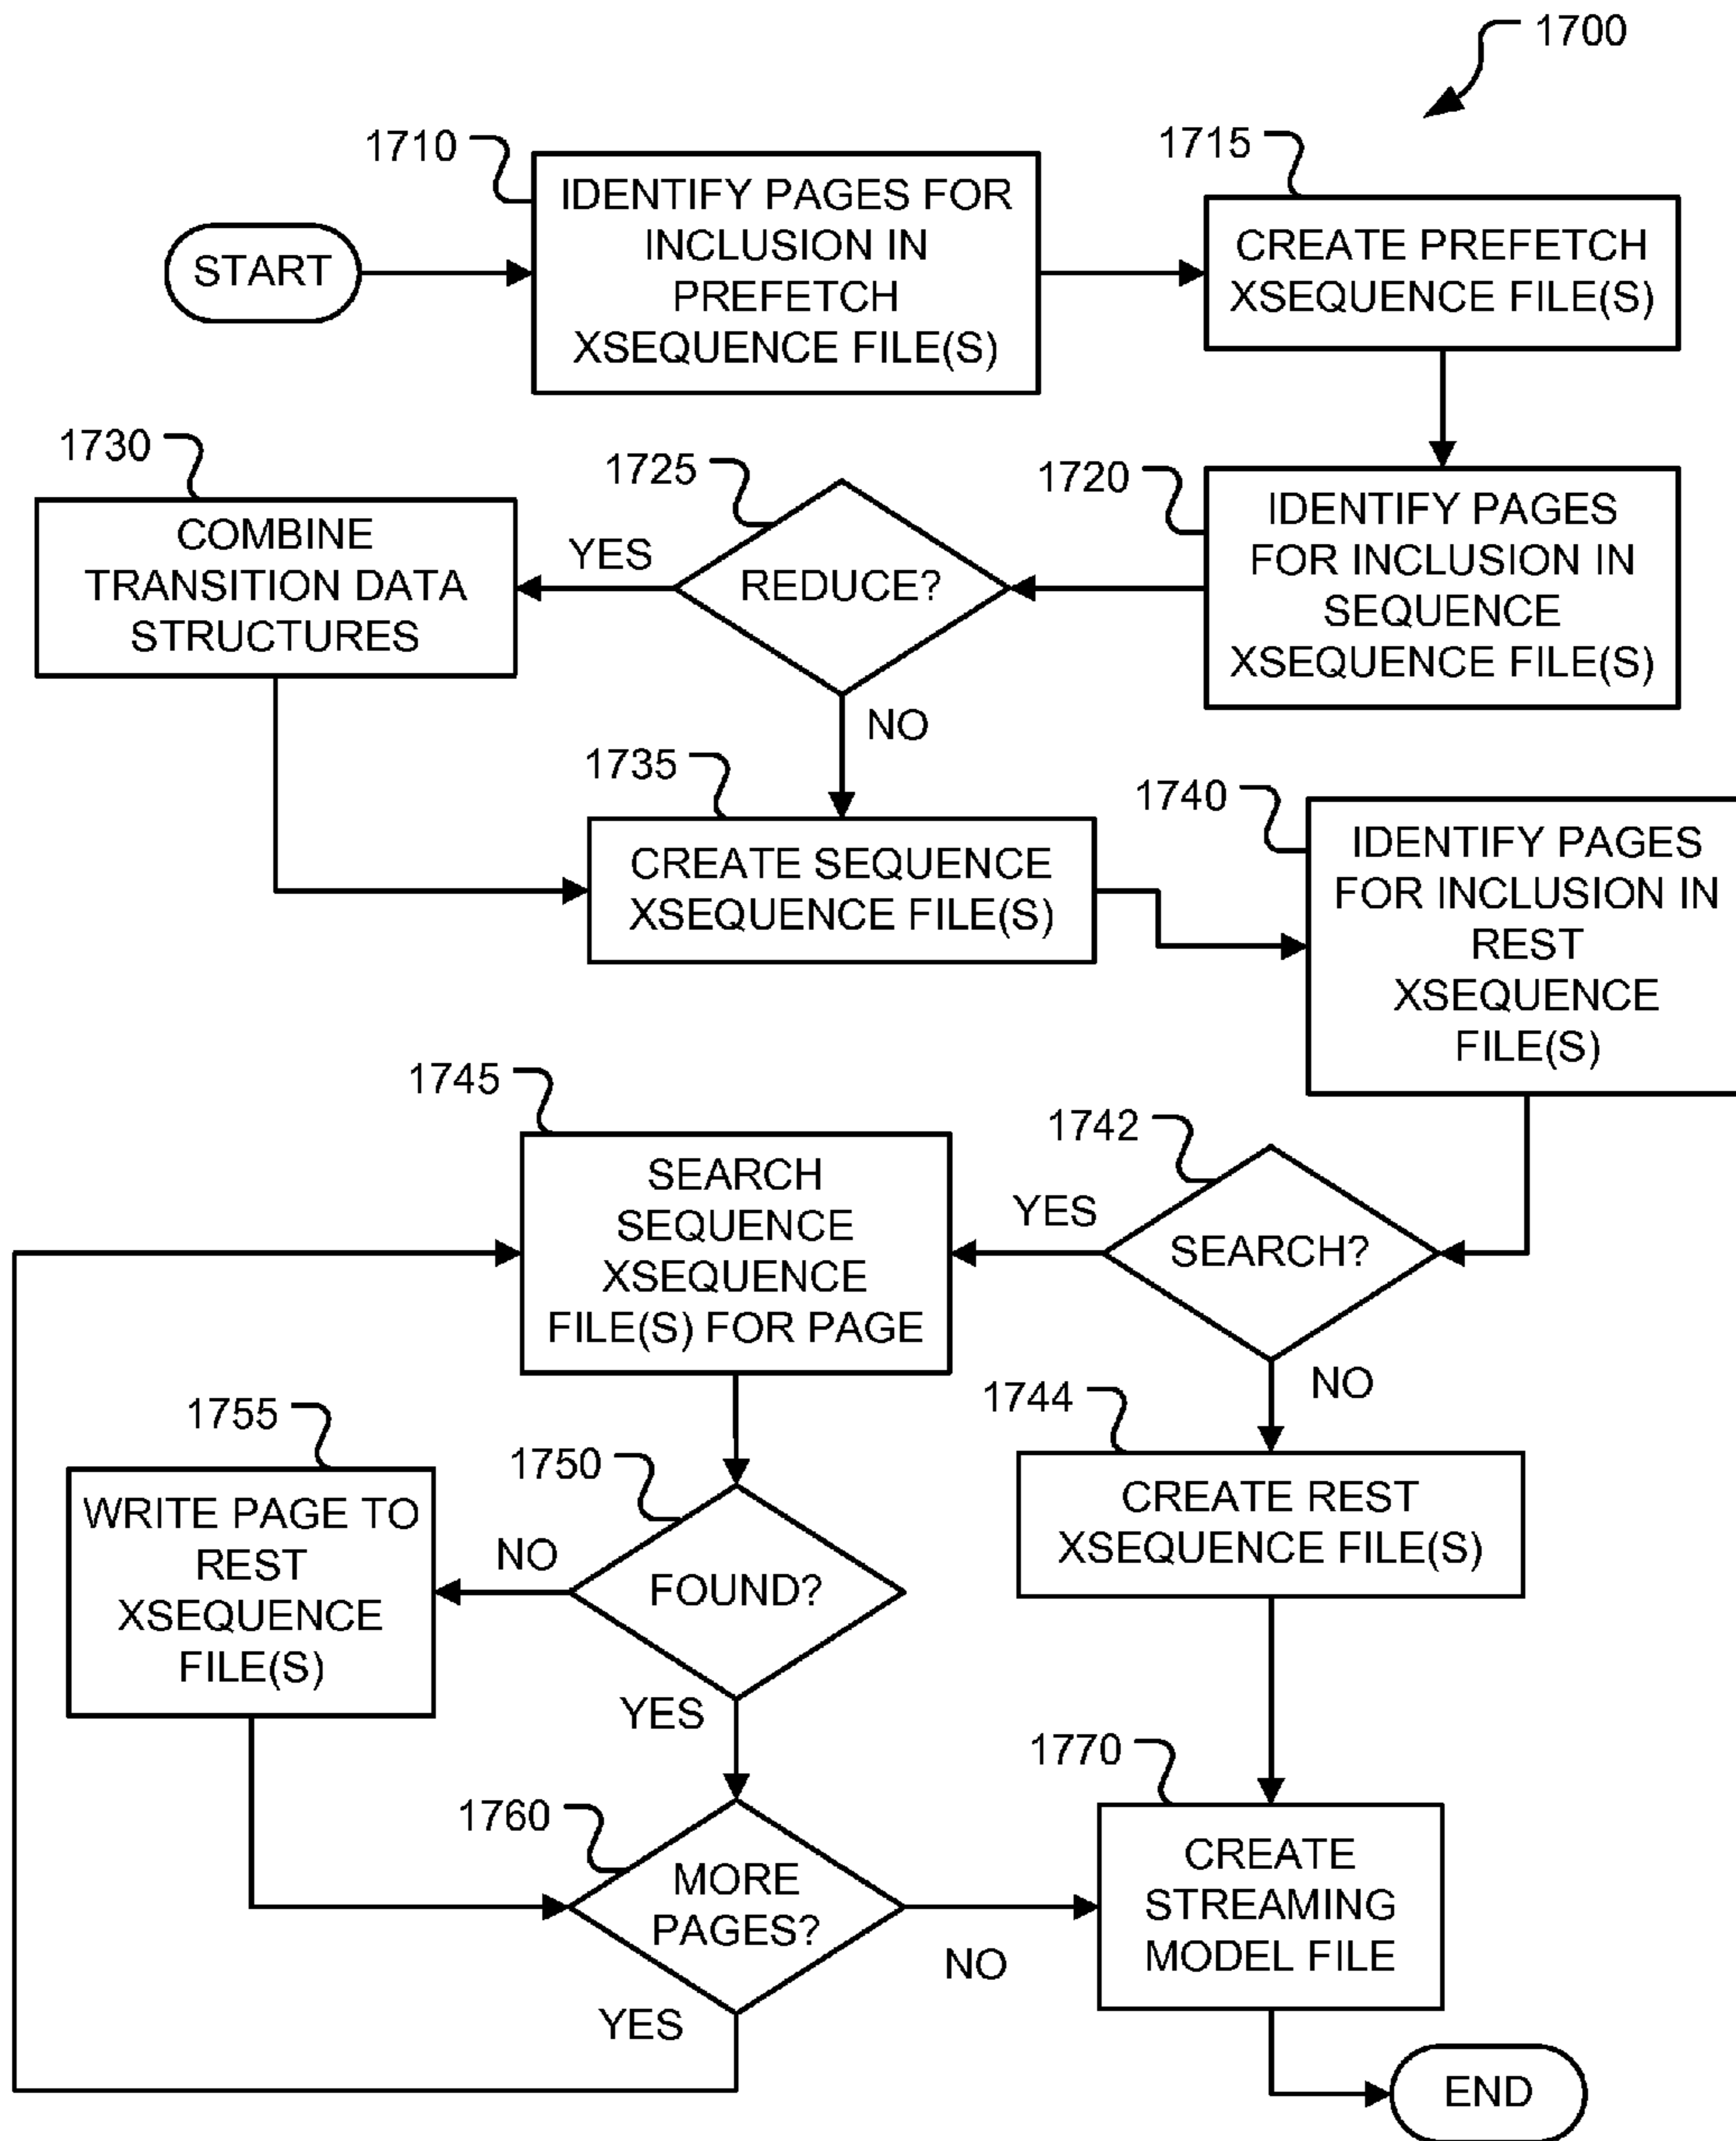 1700
1710
IDENTIFY PAGES FOR
INCLUSION IN
PREFETCH
XSEQUENCE FILE(S)
1715
CREATE PREFETCH
XSEQUENCE FILE(S)
START
1730
COMBINE
TRANSITION DATA
STRUCTURES
YES
1725
REDUCE?
NO
1720
IDENTIFY PAGES
FOR INCLUSION IN
SEQUENCE
XSEQUENCE FILE(S)
1735
CREATE SEQUENCE
XSEQUENCE FILE(S)
1740
IDENTIFY PAGES
FOR INCLUSION IN
REST
XSEQUENCE
FILE(S)
1745
SEARCH
SEQUENCE
XSEQUENCE
FILE(S) FOR PAGE
YES
1742
SEARCH?
NO
1744
CREATE REST
XSEQUENCE FILE(S)
1755
WRITE PAGE TO
REST
XSEQUENCE
FILE(S)
NO
1750
FOUND?
YES
1760
MORE
PAGES?
NO
YES
1770
CREATE
STREAMING
MODEL FILE
END